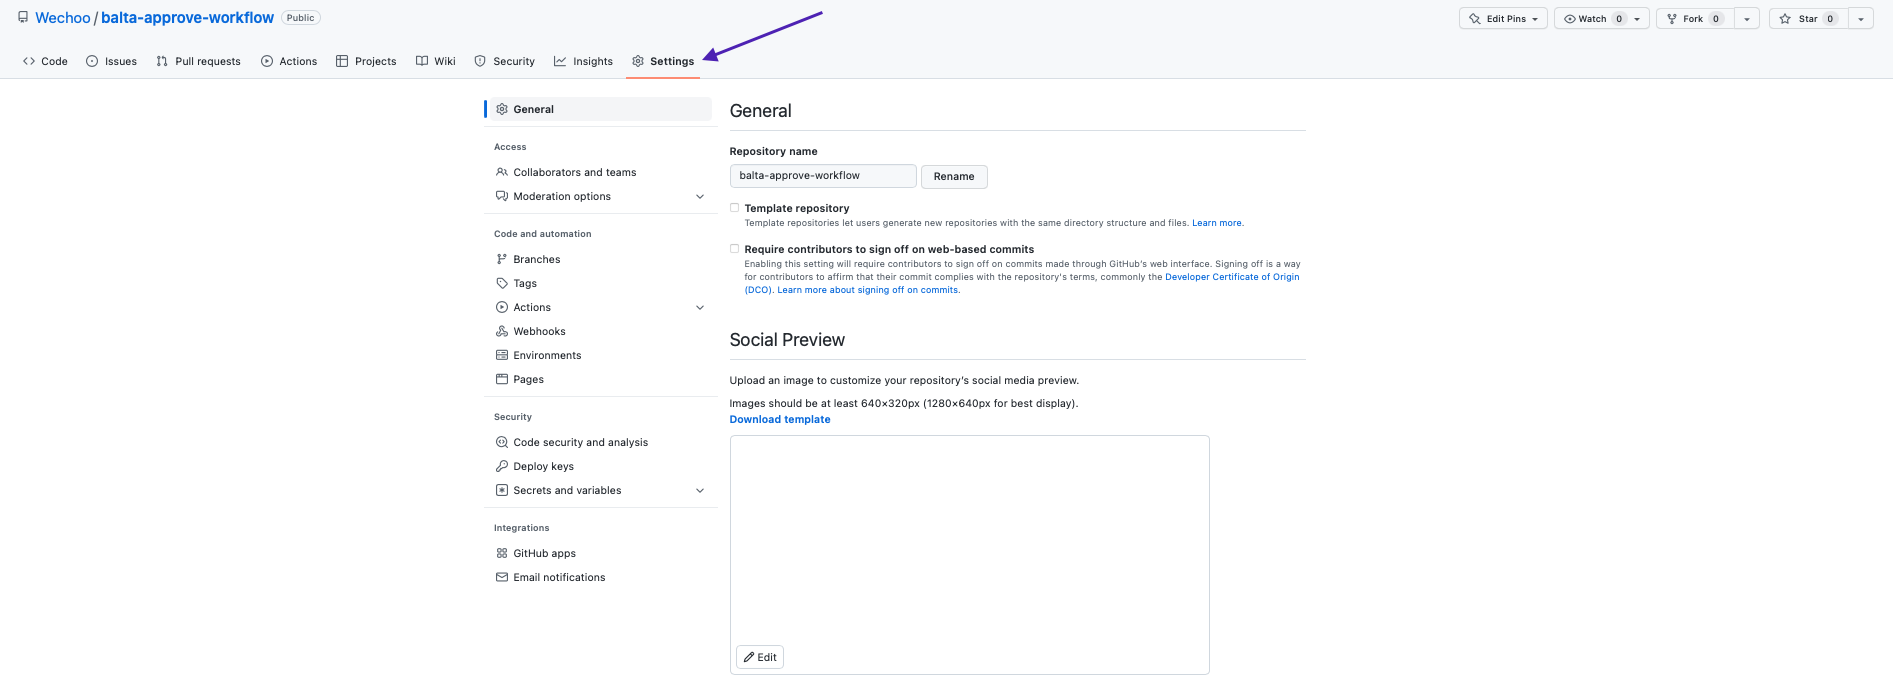 Wechoo / balta-approve-workflow Public
Edit Pins Watch 0 Fork 0 Star 0
Code Issues Pull requests Actions Projects Wiki Security Insights Settings
General
Access
Collaborators and teams
Moderation options
Code and automation
Branches
Tags
Actions
Webhooks
Environments
Pages
Security
Code security and analysis
Deploy keys
Secrets and variables
Integrations
GitHub apps
Email notifications
General
Repository name
balta-approve-workflow Rename
Template repository
Template repositories let users generate new repositories with the same directory structure and files. Learn more.
Require contributors to sign off on web-based commits
Enabling this setting will require contributors to sign off on commits made through GitHub's web interface. Signing off is a way
for contributors to affirm that their commit complies with the repository's terms, commonly the Developer Certificate of Origin
(DCO). Learn more about signing off on commits.
Social Preview
Upload an image to customize your repository's social media preview.
Images should be at least 640×320px (1280×640px for best display).
Download template
Edit